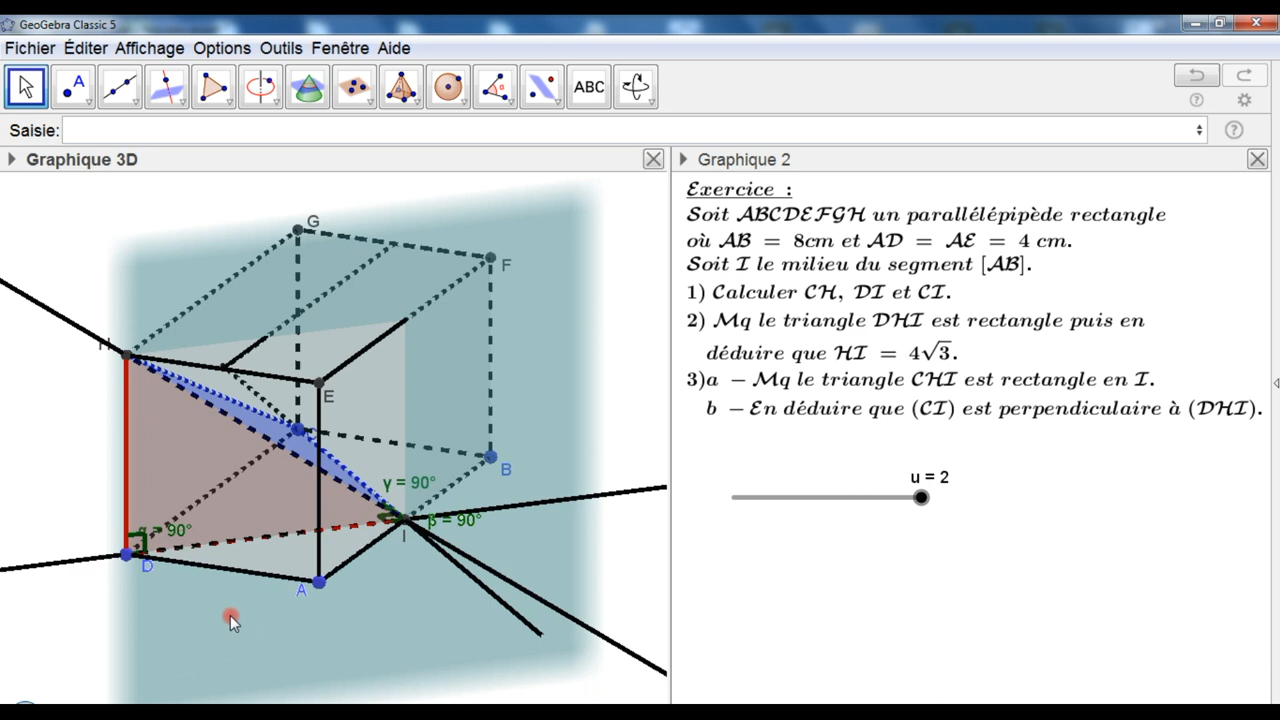 GeoGebra Classic 5
Fichier Éditer Affichage Options Outils Fenêtre Aide
A
ABC
Saisie:
Graphique 3D
Graphique 2
Exercice :
Soit ABCDEFGH un parallélépipède rectangle
où AB = 8cm et AD = AE = 4 cm.
Soit I le milieu du segment [AB].
1) Calculer CH, DI et CI.
2) Mq le triangle DHI est rectangle puis en
déduire que HI = 4√3.
3)a − Mq le triangle CHI est rectangle en I.
b − En déduire que (CI) est perpendiculaire à (DHI).
u = 2
G
F
H
E
B
γ = 90°
β = 90°
= 90°
I
D
A